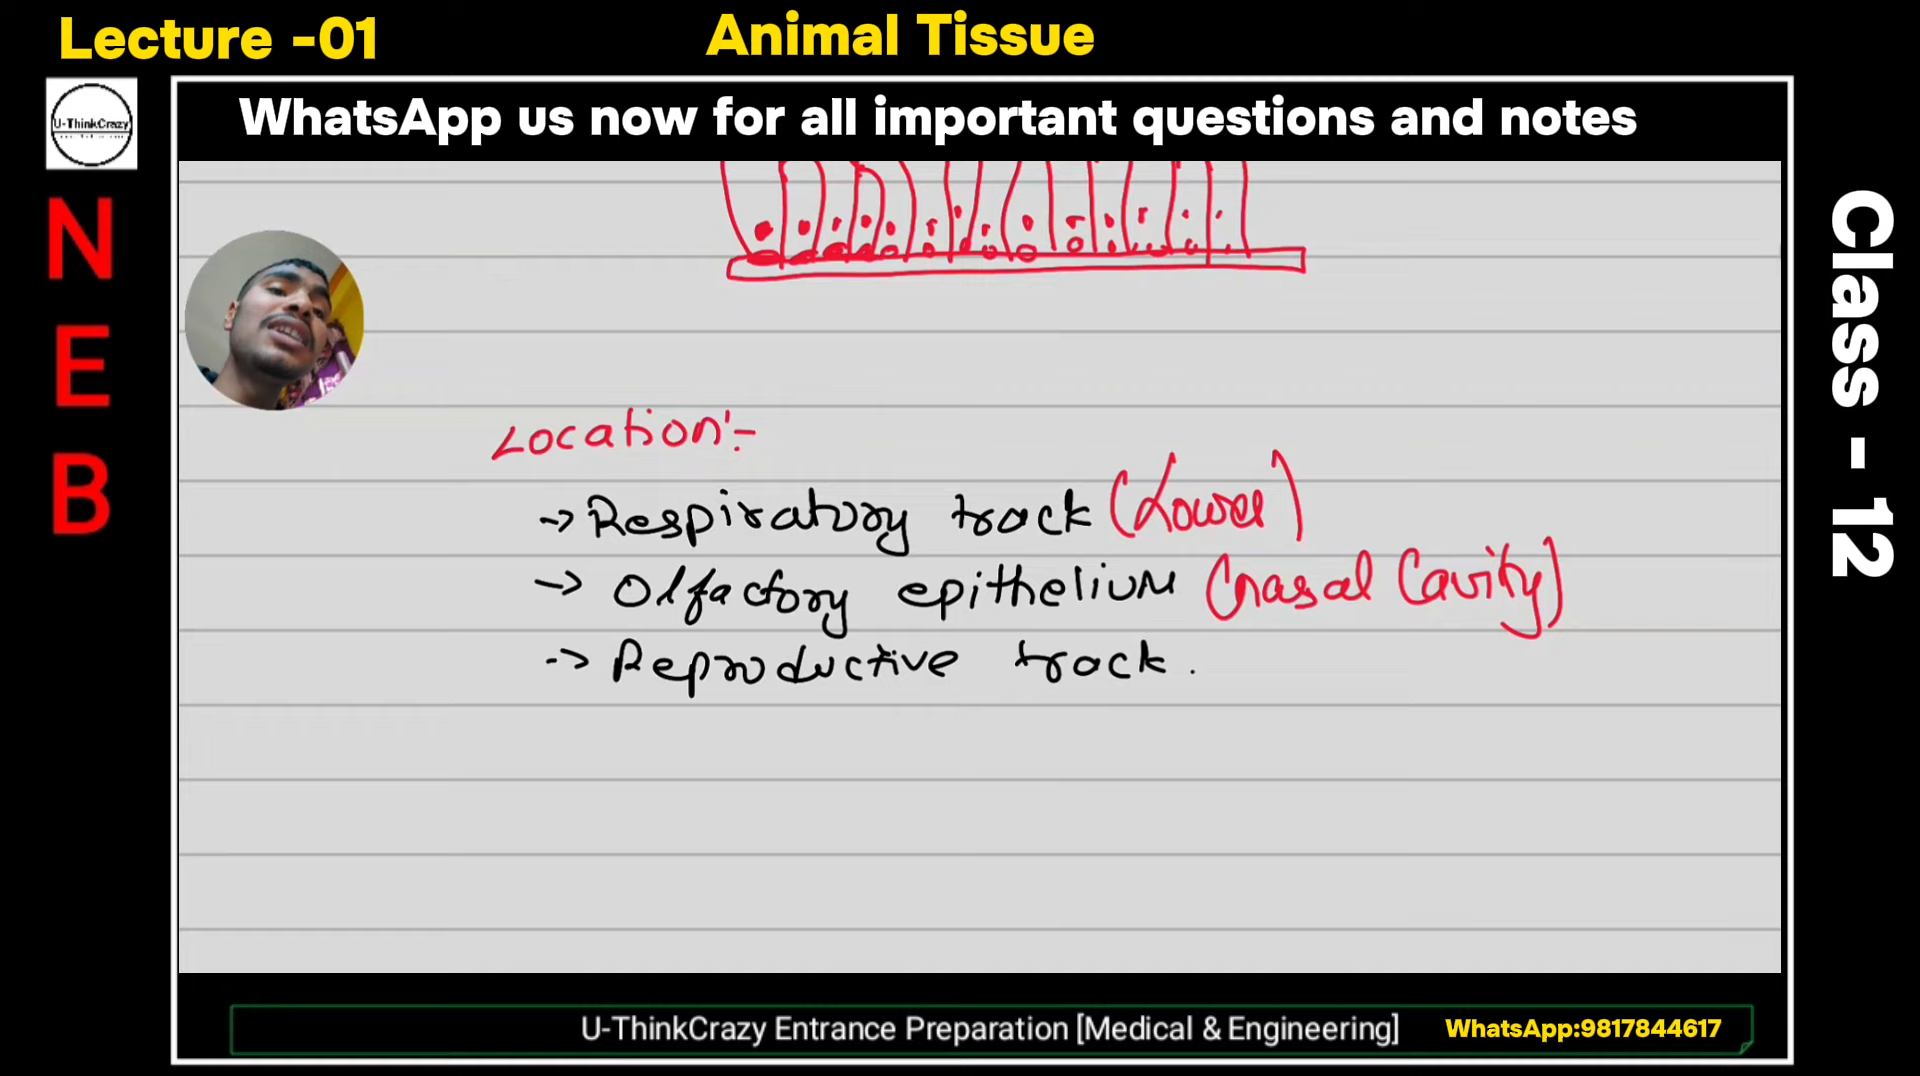 Lecture -01
Animal Tissue
U-ThinkCrazy
WhatsApp us now for all important questions and notes
N
E
B
Class - 12
Location:-
-> Respiratory track (Lower)
-> Olfactory epithelium (nasal Cavity)
-> Reproductive track.
U-ThinkCrazy Entrance Preparation [Medical & Engineering]
WhatsApp:9817844617